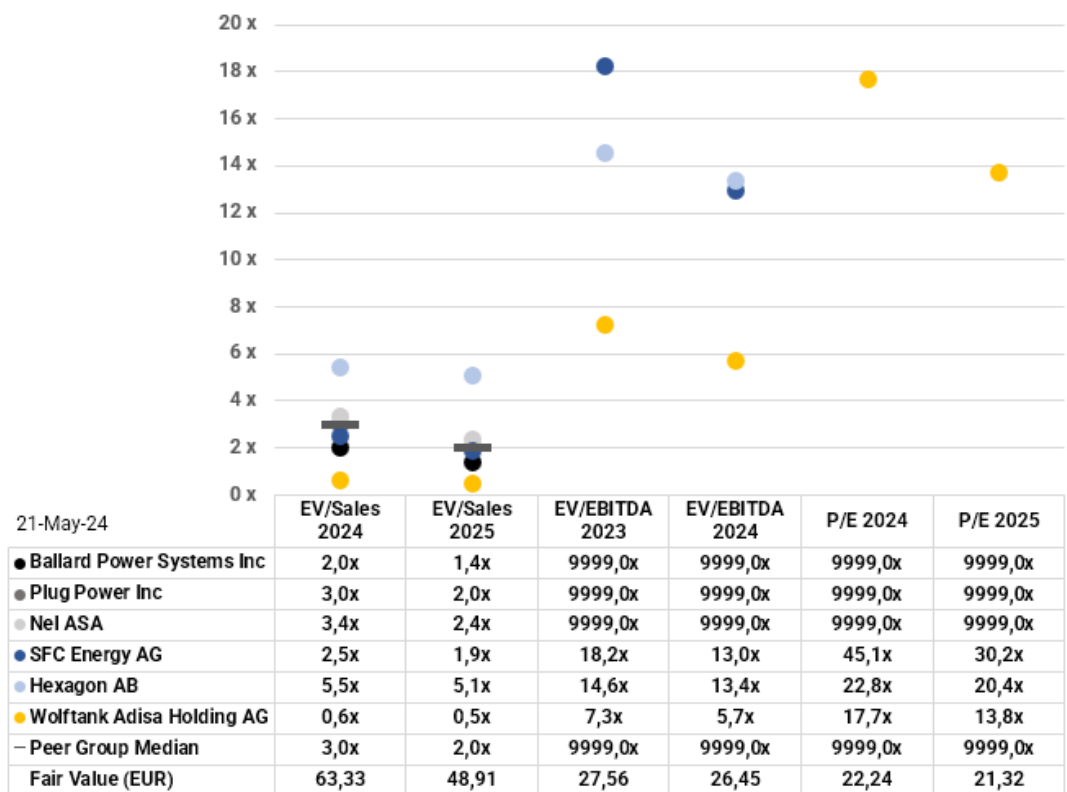 20 x
18 x
16 x
14 x
12 x
10 x
8 x
6 x
4 x
2 x
0 x
21-May-24 EV/Sales 2024 EV/Sales 2025 EV/EBITDA 2023 EV/EBITDA 2024 P/E 2024 P/E 2025
Ballard Power Systems Inc 2,0x 1,4x 9999,0x 9999,0x 9999,0x 9999,0x
Plug Power Inc 3,0x 2,0x 9999,0x 9999,0x 9999,0x 9999,0x
Nel ASA 3,4x 2,4x 9999,0x 9999,0x 9999,0x 9999,0x
SFC Energy AG 2,5x 1,9x 18,2x 13,0x 45,1x 30,2x
Hexagon AB 5,5x 5,1x 14,6x 13,4x 22,8x 20,4x
Wolftank Adisa Holding AG 0,6x 0,5x 7,3x 5,7x 17,7x 13,8x
Peer Group Median 3,0x 2,0x 9999,0x 9999,0x 9999,0x 9999,0x
Fair Value (EUR) 63,33 48,91 27,56 26,45 22,24 21,32